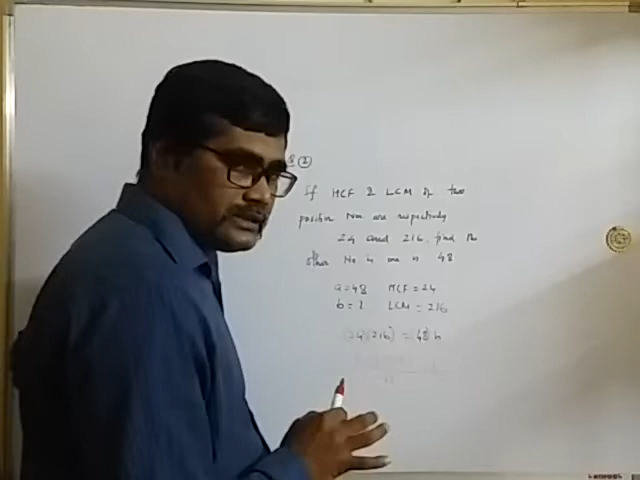 ②
If HCF & LCM of two
positive Nos are respectively
24 and 216. find the
other No if one is 48
a=48 HCF=24
b=? LCM=216
(24)(216) = 48 b